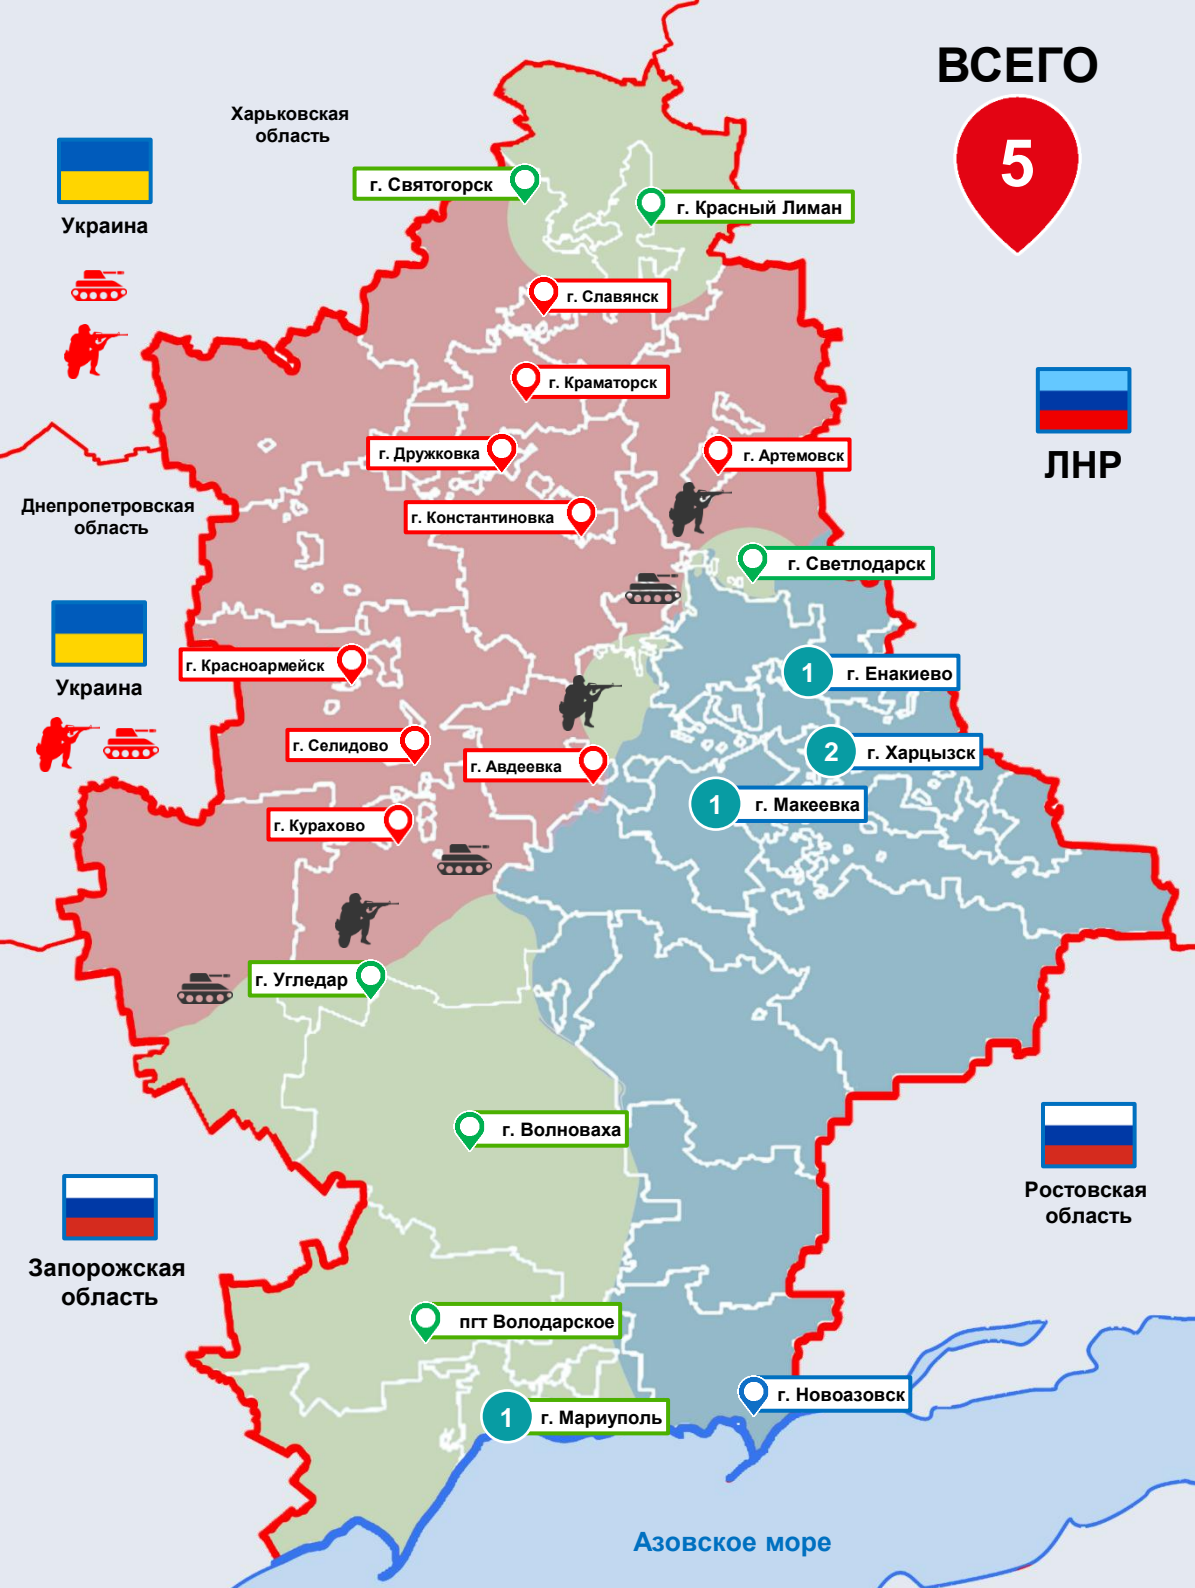 ВСЕГО
5
Харьковская
область
Украина
г. Святогорск
г. Красный Лиман
г. Славянск
г. Краматорск
ЛНР
г. Дружковка
г. Артемовск
Днепропетровская
область
г. Константиновка
г. Светлодарск
Украина
г. Красноармейск
1
г. Енакиево
г. Селидово
г. Авдеевка
2
г. Харцызск
1
г. Макеевка
г. Курахово
г. Угледар
г. Волноваха
Ростовская
область
Запорожская
область
пгт Володарское
г. Новоазовск
1
г. Мариуполь
Азовское море